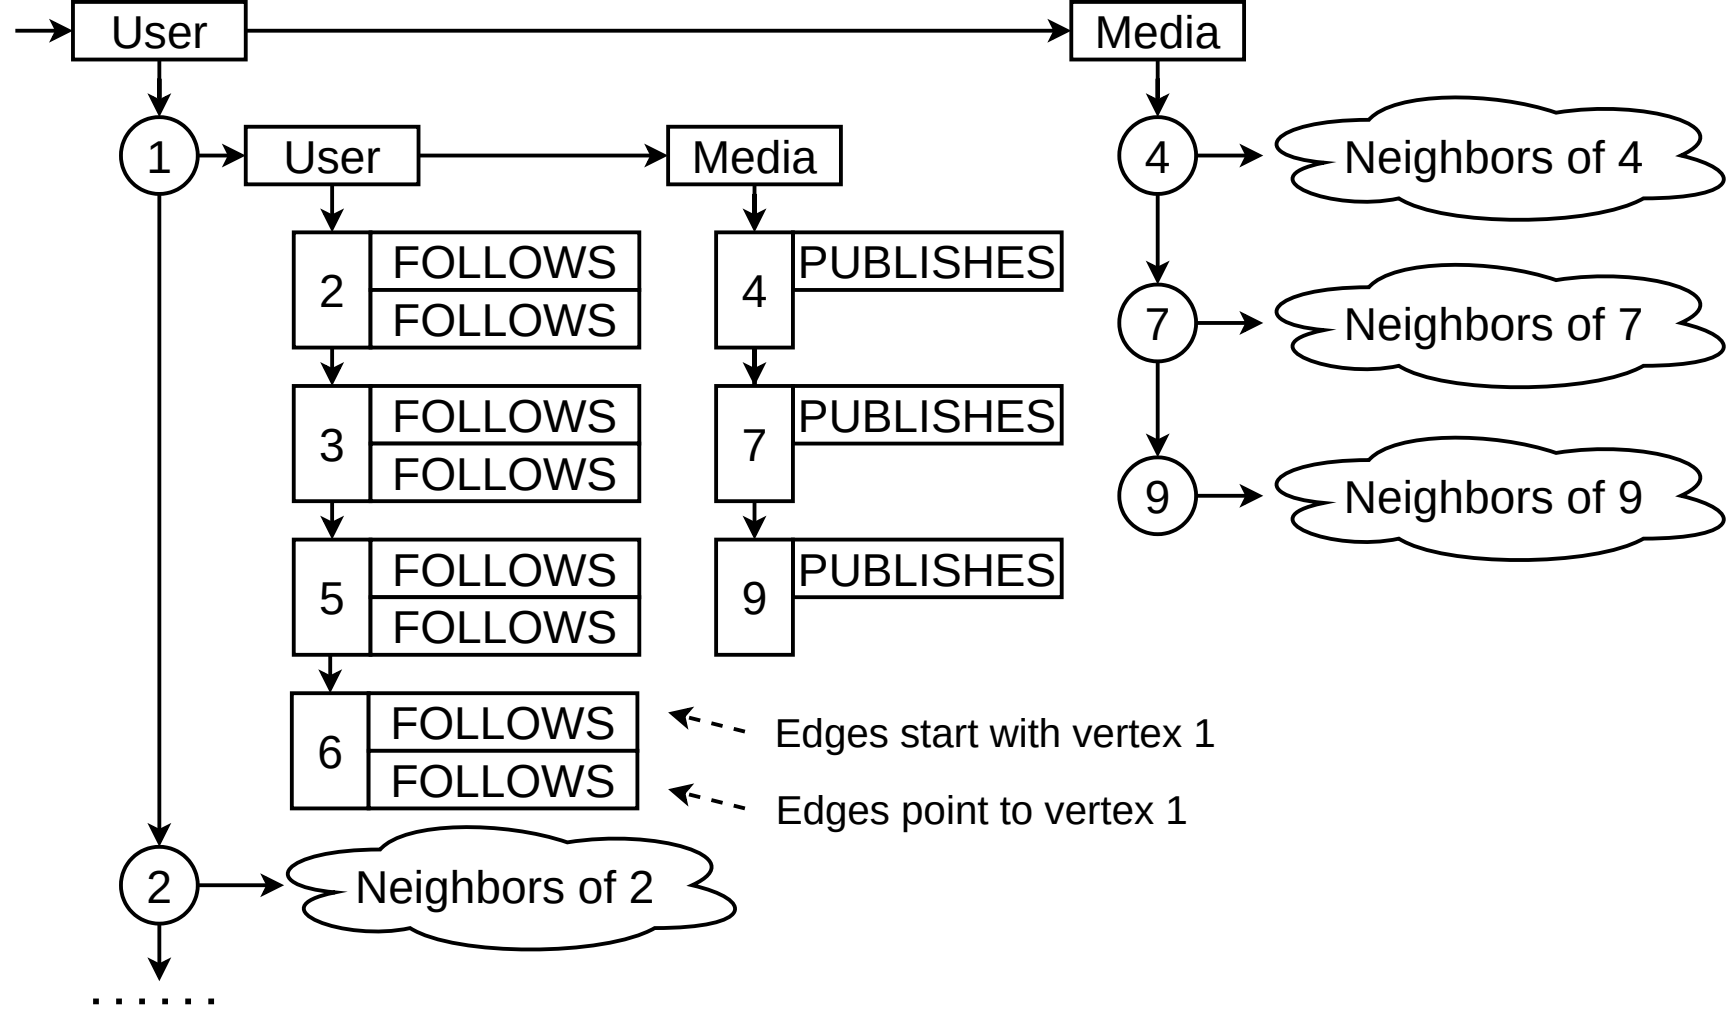 User
Media
1
User
Media
4
Neighbors of 4
2
FOLLOWS
FOLLOWS
4
PUBLISHES
7
Neighbors of 7
3
FOLLOWS
FOLLOWS
7
PUBLISHES
9
Neighbors of 9
5
FOLLOWS
FOLLOWS
9
PUBLISHES
6
FOLLOWS
FOLLOWS
Edges start with vertex 1
Edges point to vertex 1
2
Neighbors of 2
......